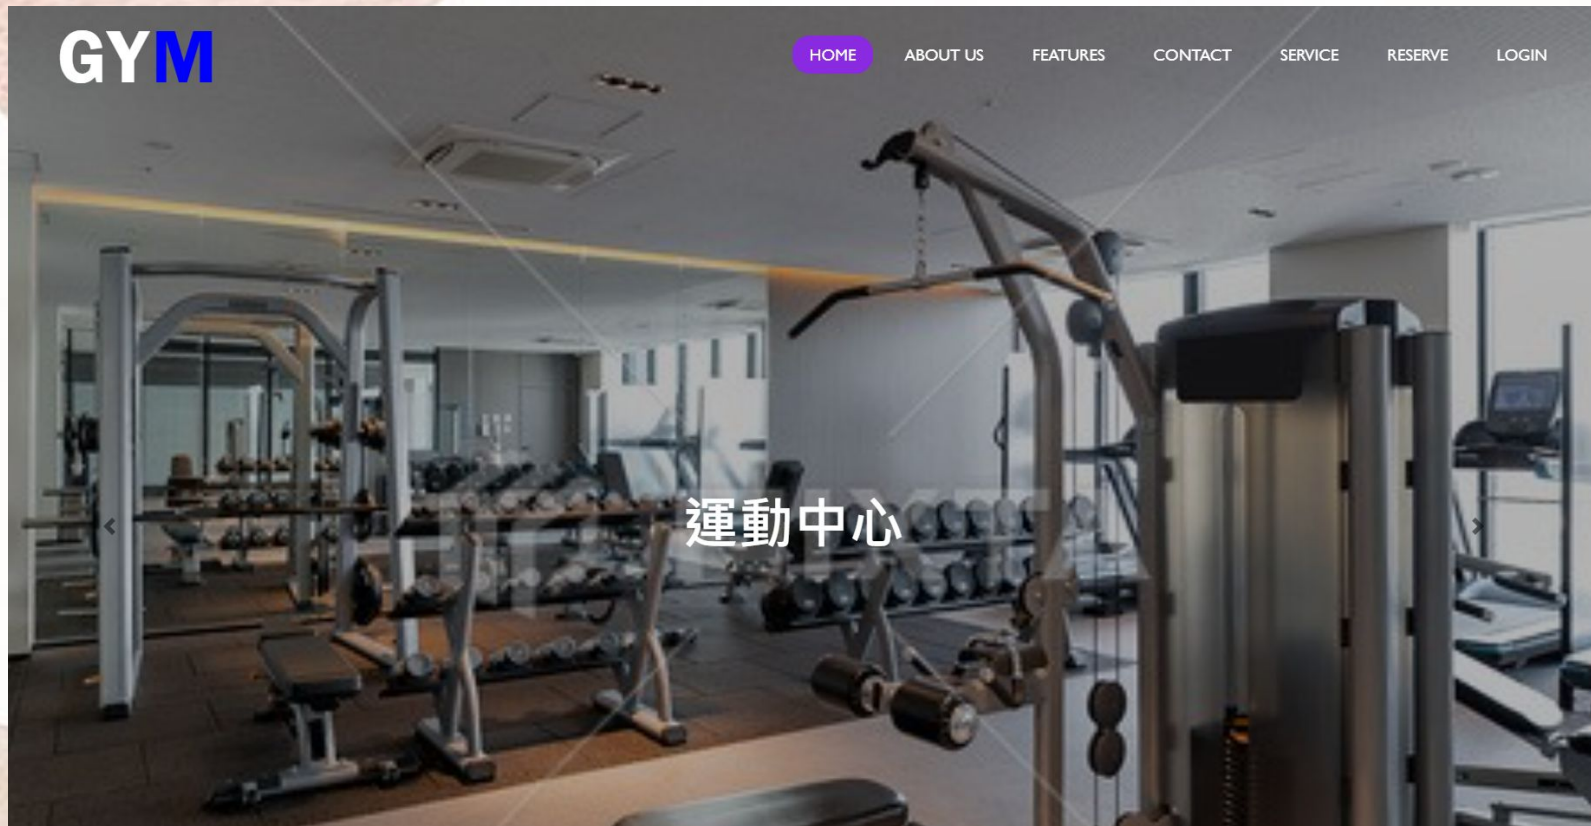 GYM
HOME ABOUT US FEATURES CONTACT SERVICE RESERVE LOGIN
運動中心